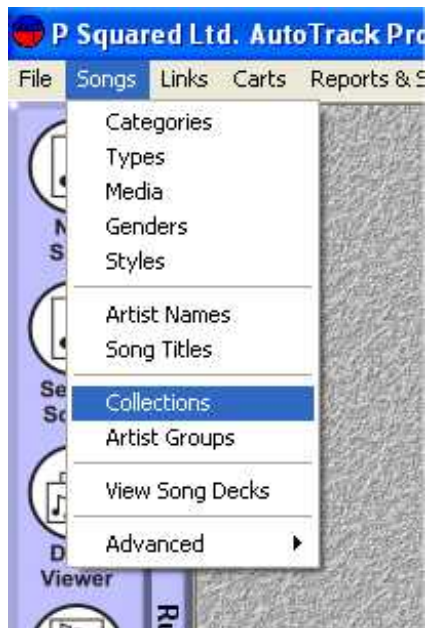 P Squared Ltd. AutoTrack Pro
File Songs Links Carts Reports &
Categories
Types
Media
Genders
Styles
Artist Names
Song Titles
Collections
Artist Groups
View Song Decks
Advanced
Viewer